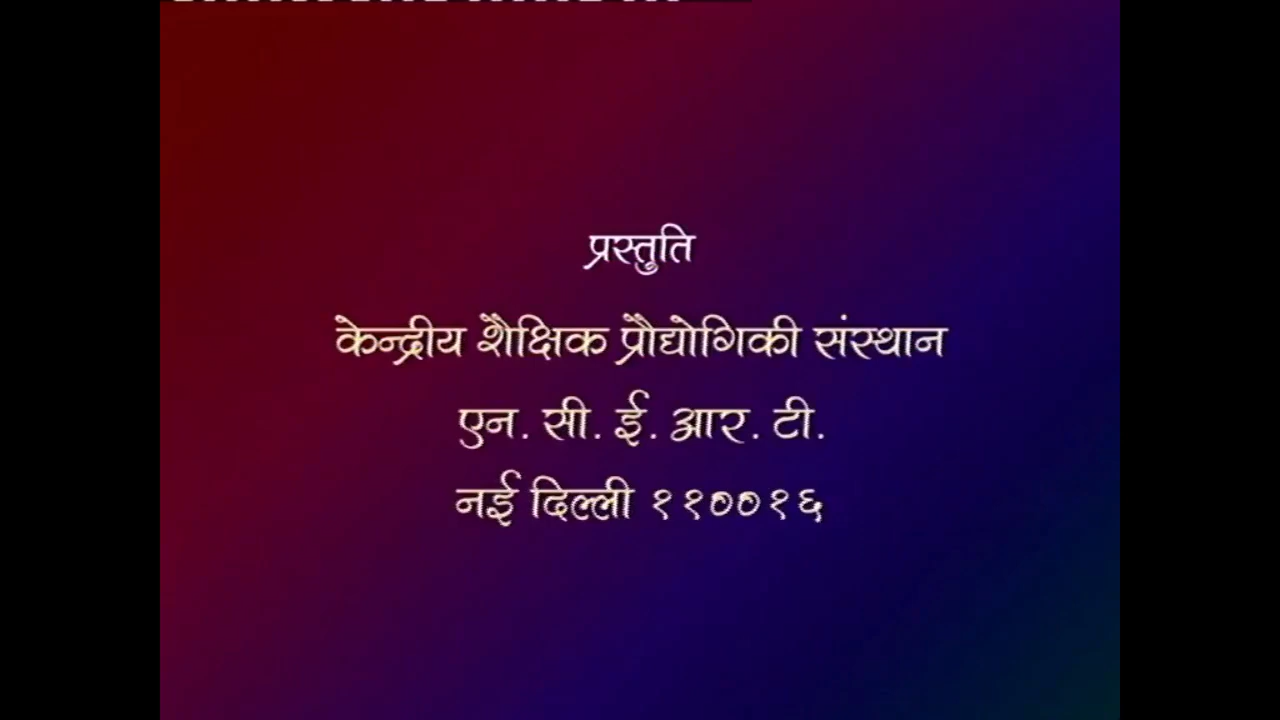 प्रस्तुति
केन्द्रीय शैक्षिक प्रौद्योगिकी संस्थान
एन. सी. ई. आर. टी.
नई दिल्ली ११००१६